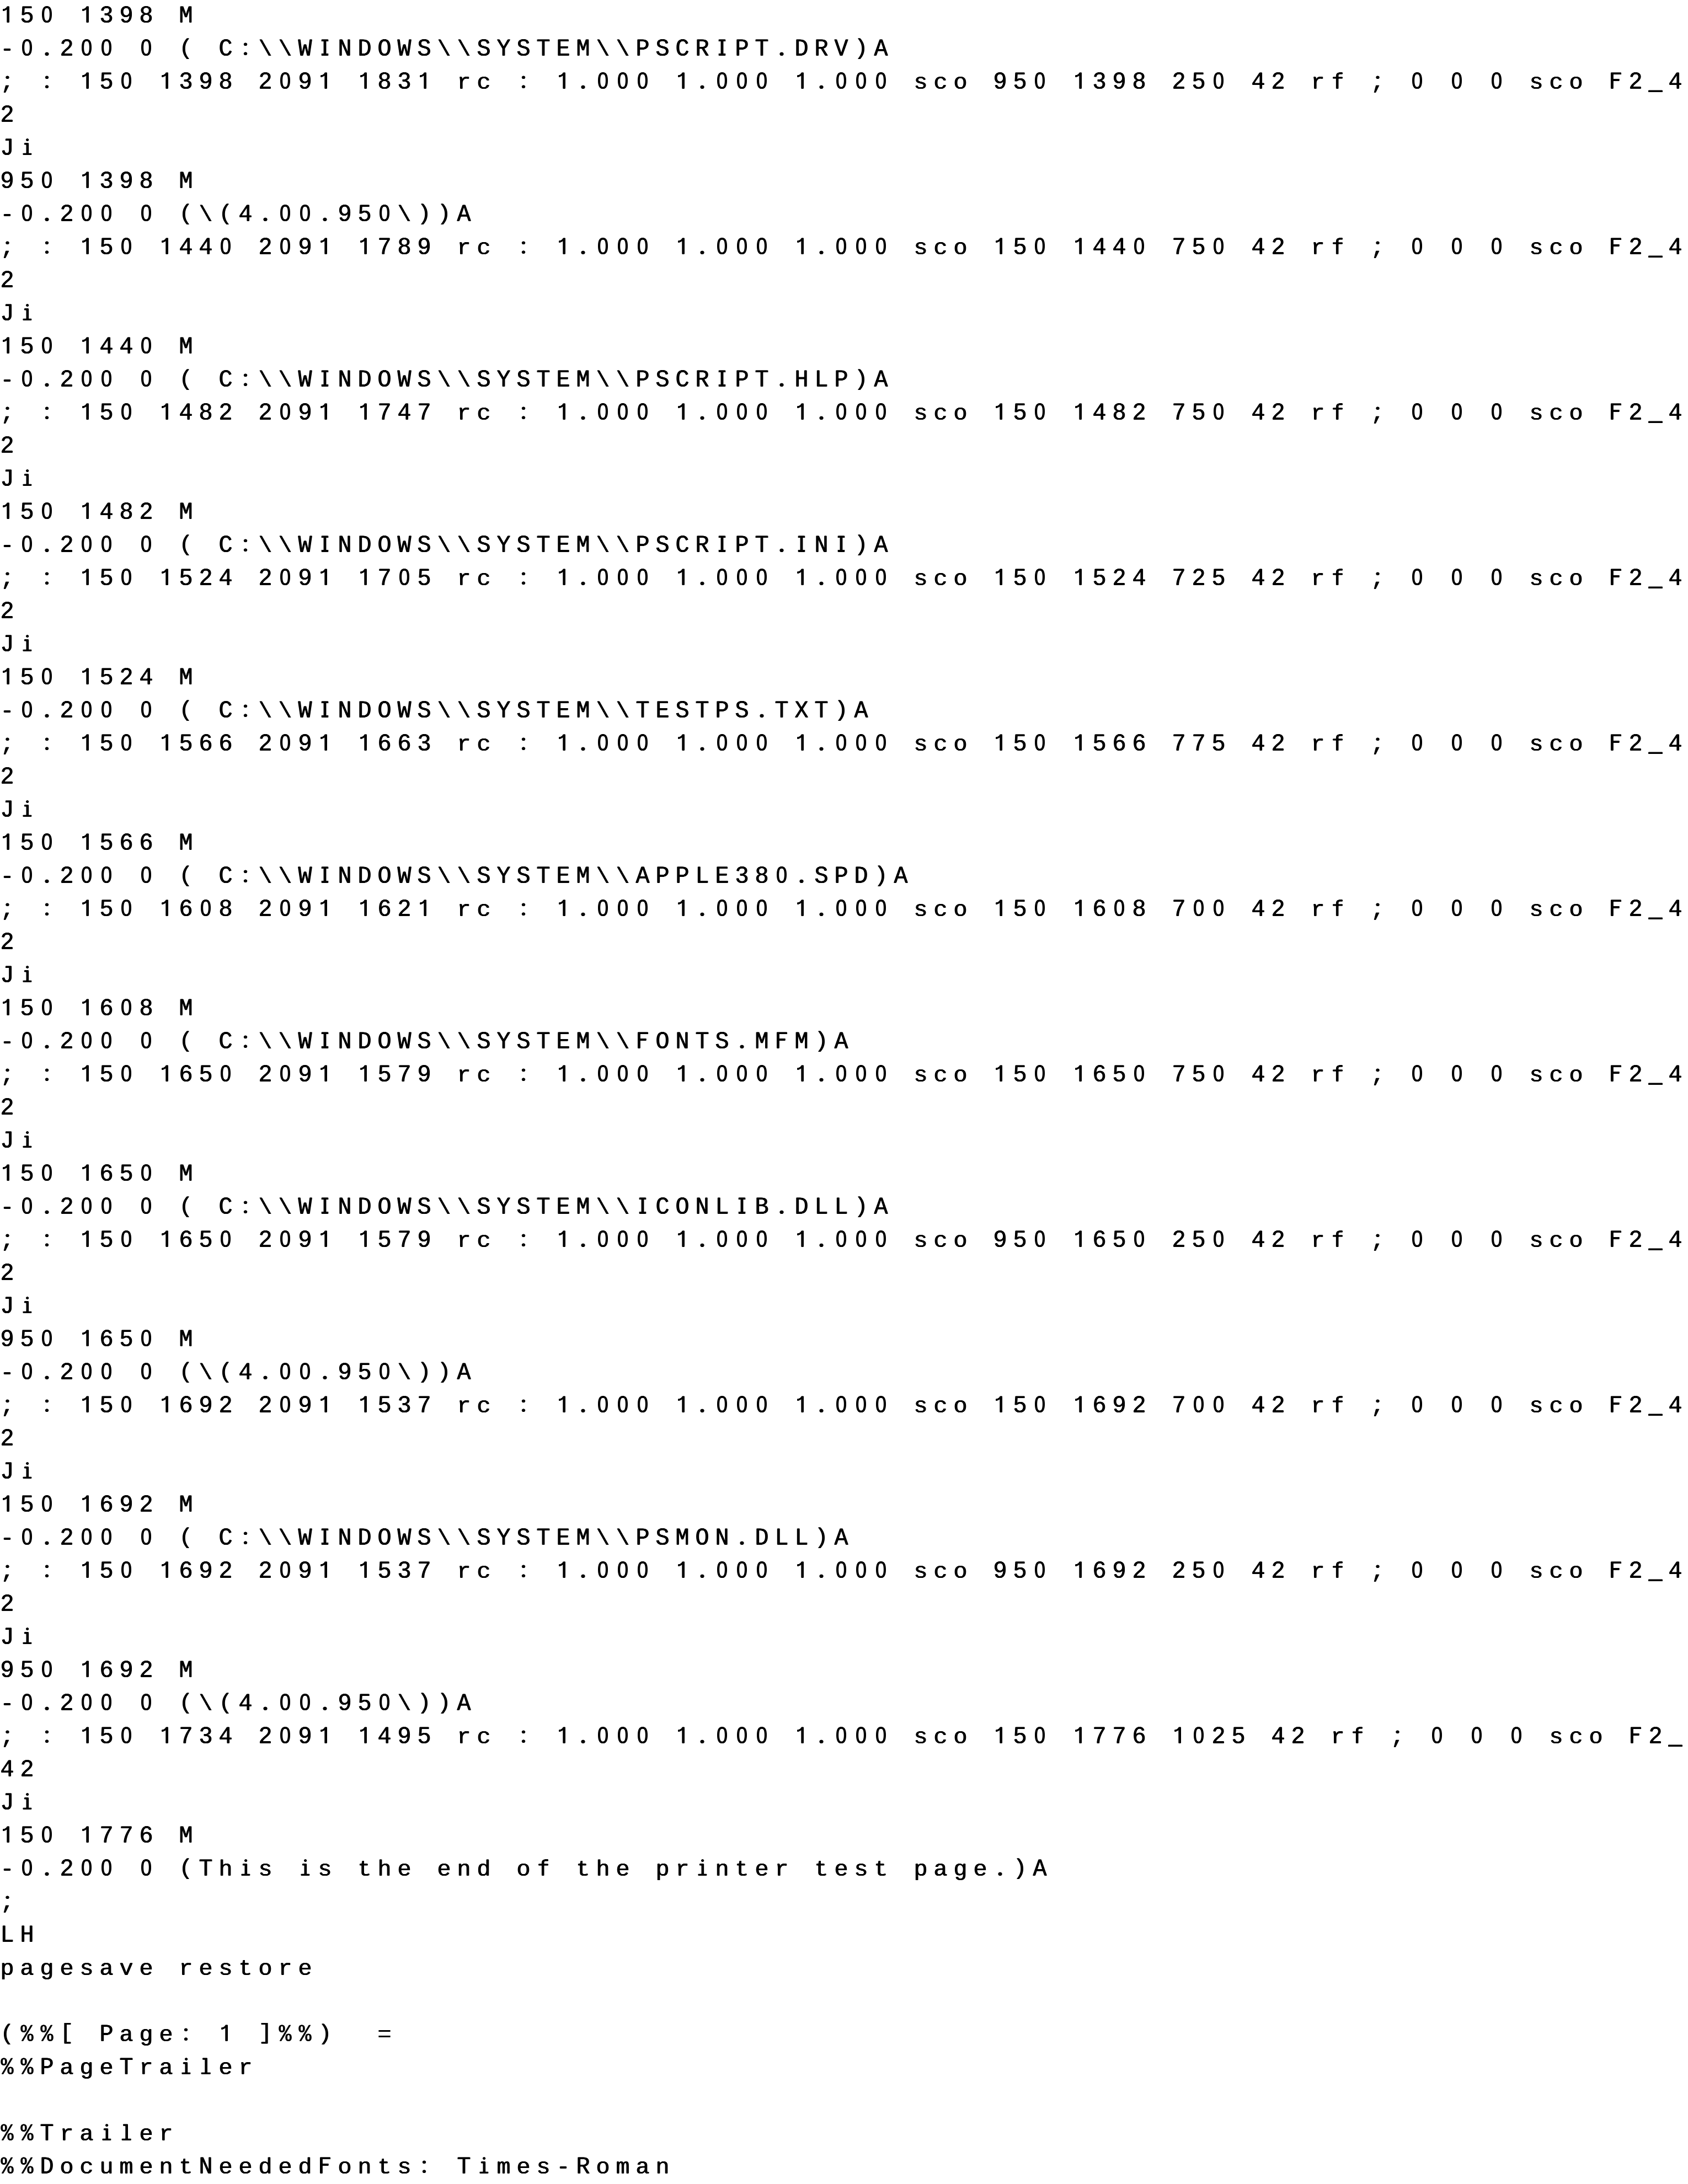 150 1398 M
-0.200 0 ( C:\\WINDOWS\\SYSTEM\\PSCRIPT.DRV)A
; : 150 1398 2091 1831 rc : 1.000 1.000 1.000 sco 950 1398 250 42 rf ; 0 0 0 sco F2_4
2
Ji
950 1398 M
-0.200 0 (\(4.00.950\))A
; : 150 1440 2091 1789 rc : 1.000 1.000 1.000 sco 150 1440 750 42 rf ; 0 0 0 sco F2_4
2
Ji
150 1440 M
-0.200 0 ( C:\\WINDOWS\\SYSTEM\\PSCRIPT.HLP)A
; : 150 1482 2091 1747 rc : 1.000 1.000 1.000 sco 150 1482 750 42 rf ; 0 0 0 sco F2_4
2
Ji
150 1482 M
-0.200 0 ( C:\\WINDOWS\\SYSTEM\\PSCRIPT.INI)A
; : 150 1524 2091 1705 rc : 1.000 1.000 1.000 sco 150 1524 725 42 rf ; 0 0 0 sco F2_4
2
Ji
150 1524 M
-0.200 0 ( C:\\WINDOWS\\SYSTEM\\TESTPS.TXT)A
; : 150 1566 2091 1663 rc : 1.000 1.000 1.000 sco 150 1566 775 42 rf ; 0 0 0 sco F2_4
2
Ji
150 1566 M
-0.200 0 ( C:\\WINDOWS\\SYSTEM\\APPLE380.SPD)A
; : 150 1608 2091 1621 rc : 1.000 1.000 1.000 sco 150 1608 700 42 rf ; 0 0 0 sco F2_4
2
Ji
150 1608 M
-0.200 0 ( C:\\WINDOWS\\SYSTEM\\FONTS.MFM)A
; : 150 1650 2091 1579 rc : 1.000 1.000 1.000 sco 150 1650 750 42 rf ; 0 0 0 sco F2_4
2
Ji
150 1650 M
-0.200 0 ( C:\\WINDOWS\\SYSTEM\\ICONLIB.DLL)A
; : 150 1650 2091 1579 rc : 1.000 1.000 1.000 sco 950 1650 250 42 rf ; 0 0 0 sco F2_4
2
Ji
950 1650 M
-0.200 0 (\(4.00.950\))A
; : 150 1692 2091 1537 rc : 1.000 1.000 1.000 sco 150 1692 700 42 rf ; 0 0 0 sco F2_4
2
Ji
150 1692 M
-0.200 0 ( C:\\WINDOWS\\SYSTEM\\PSMON.DLL)A
; : 150 1692 2091 1537 rc : 1.000 1.000 1.000 sco 950 1692 250 42 rf ; 0 0 0 sco F2_4
2
Ji
950 1692 M
-0.200 0 (\(4.00.950\))A
; : 150 1734 2091 1495 rc : 1.000 1.000 1.000 sco 150 1776 1025 42 rf ; 0 0 0 sco F2_
42
Ji
150 1776 M
-0.200 0 (This is the end of the printer test page.)A
;
LH
pagesave restore

(%%[ Page: 1 ]%%)  =
%%PageTrailer

%%Trailer
%%DocumentNeededFonts: Times-Roman